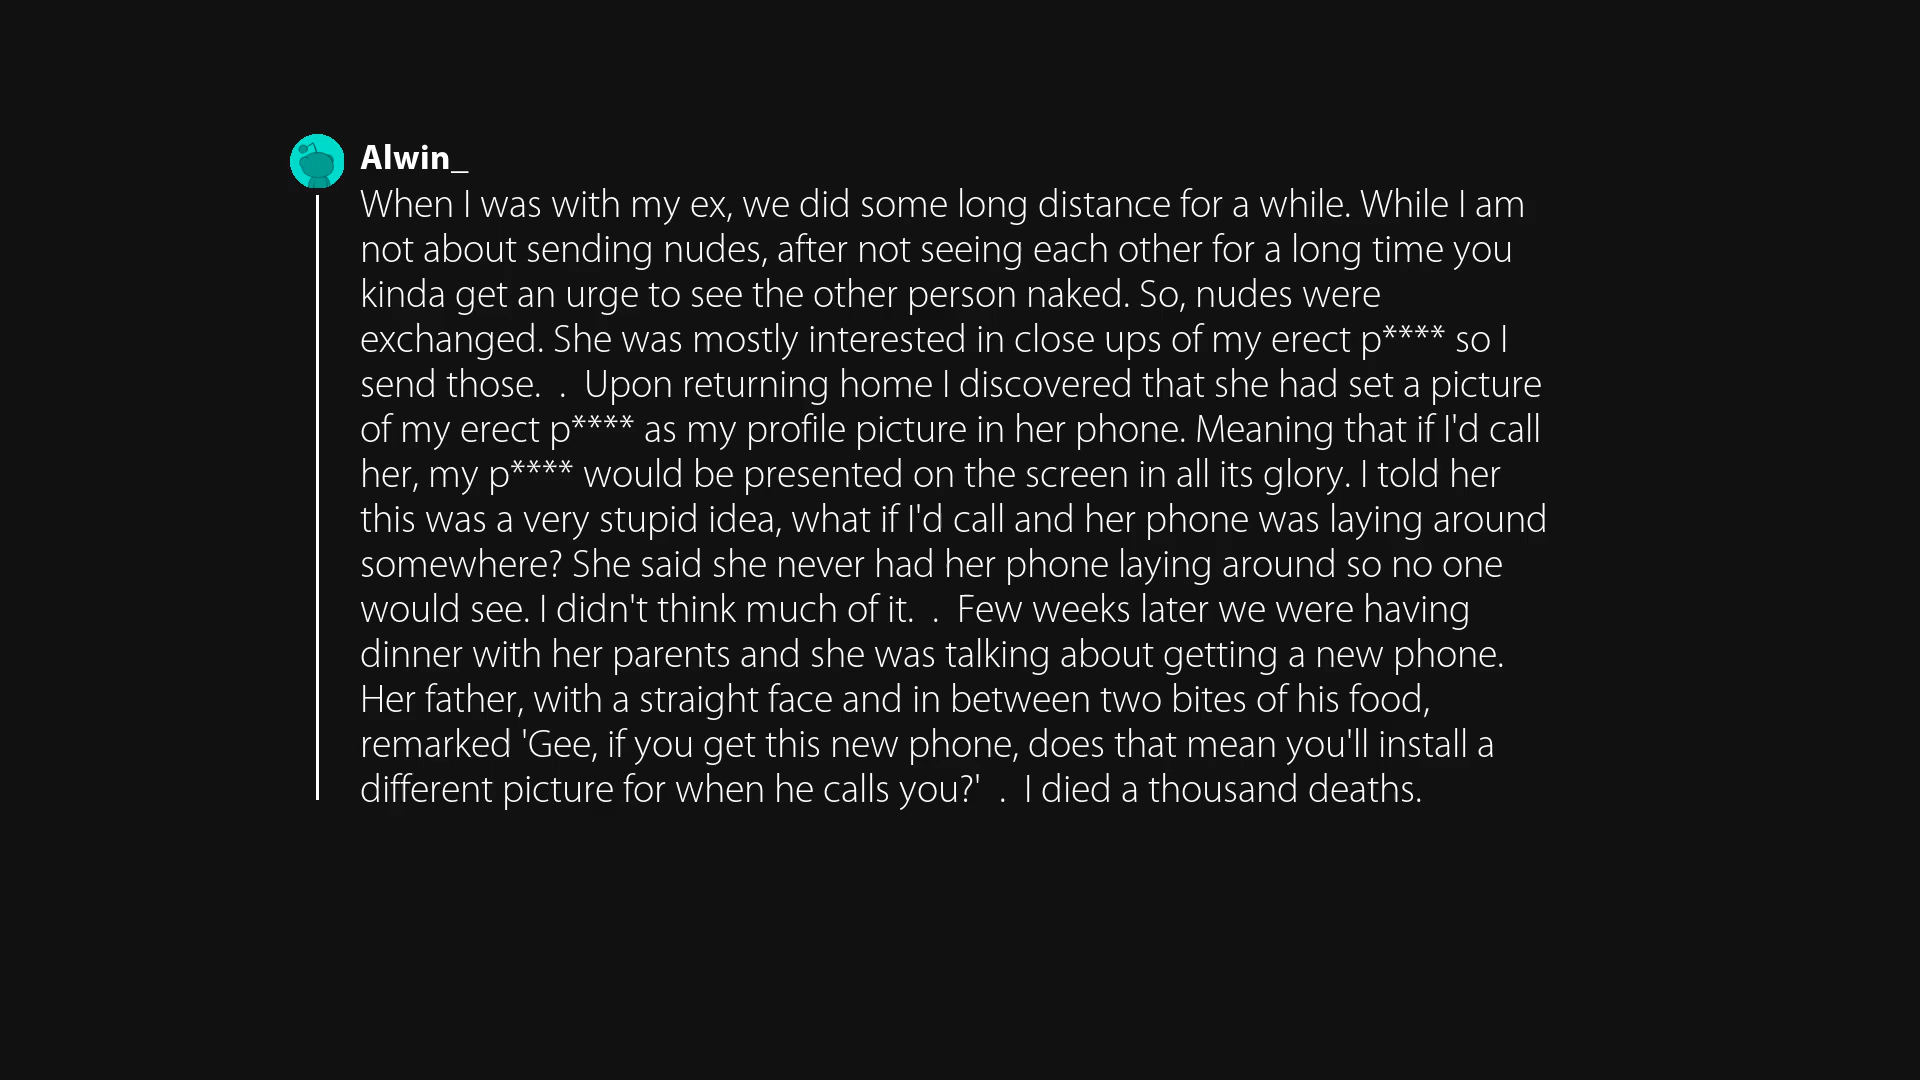 Alwin_
When I was with my ex, we did some long distance for a while. While I am
not about sending nudes, after not seeing each other for a long time you
kinda get an urge to see the other person naked. So, nudes were
exchanged. She was mostly interested in close ups of my erect p**** so I
send those.  .  Upon returning home I discovered that she had set a picture
of my erect p**** as my profile picture in her phone. Meaning that if I'd call
her, my p**** would be presented on the screen in all its glory. I told her
this was a very stupid idea, what if I'd call and her phone was laying around
somewhere? She said she never had her phone laying around so no one
would see. I didn't think much of it.  .  Few weeks later we were having
dinner with her parents and she was talking about getting a new phone.
Her father, with a straight face and in between two bites of his food,
remarked 'Gee, if you get this new phone, does that mean you'll install a
different picture for when he calls you?'  .  I died a thousand deaths.